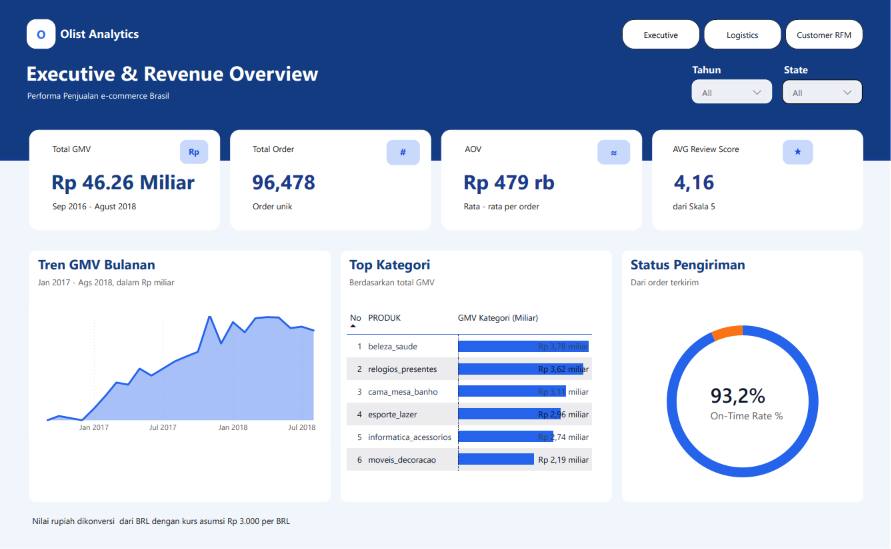 O Olist Analytics
Executive Logistics Customer RFM
Executive & Revenue Overview
Performa Penjualan e-commerce Brasil
Tahun State
All All
Total GMV Rp
Rp 46.26 Miliar
Sep 2016 - Agust 2018
Total Order #
96,478
Order unik
AOV ≈
Rp 479 rb
Rata - rata per order
AVG Review Score ★
4,16
dari Skala 5
Tren GMV Bulanan
Jan 2017 - Ags 2018, dalam Rp miliar
Jan 2017 Jul 2017 Jan 2018 Jul 2018
Top Kategori
Berdasarkan total GMV
No PRODUK GMV Kategori (Miliar)
1 beleza_saude Rp 3,78 miliar
2 relogios_presentes Rp 3,62 miliar
3 cama_mesa_banho Rp 3,11 miliar
4 esporte_lazer Rp 2,96 miliar
5 informatica_acessorios Rp 2,74 miliar
6 moveis_decoracao Rp 2,19 miliar
Status Pengiriman
Dari order terkirim
93,2%
On-Time Rate %
Nilai rupiah dikonversi dari BRL dengan kurs asumsi Rp 3.000 per BRL